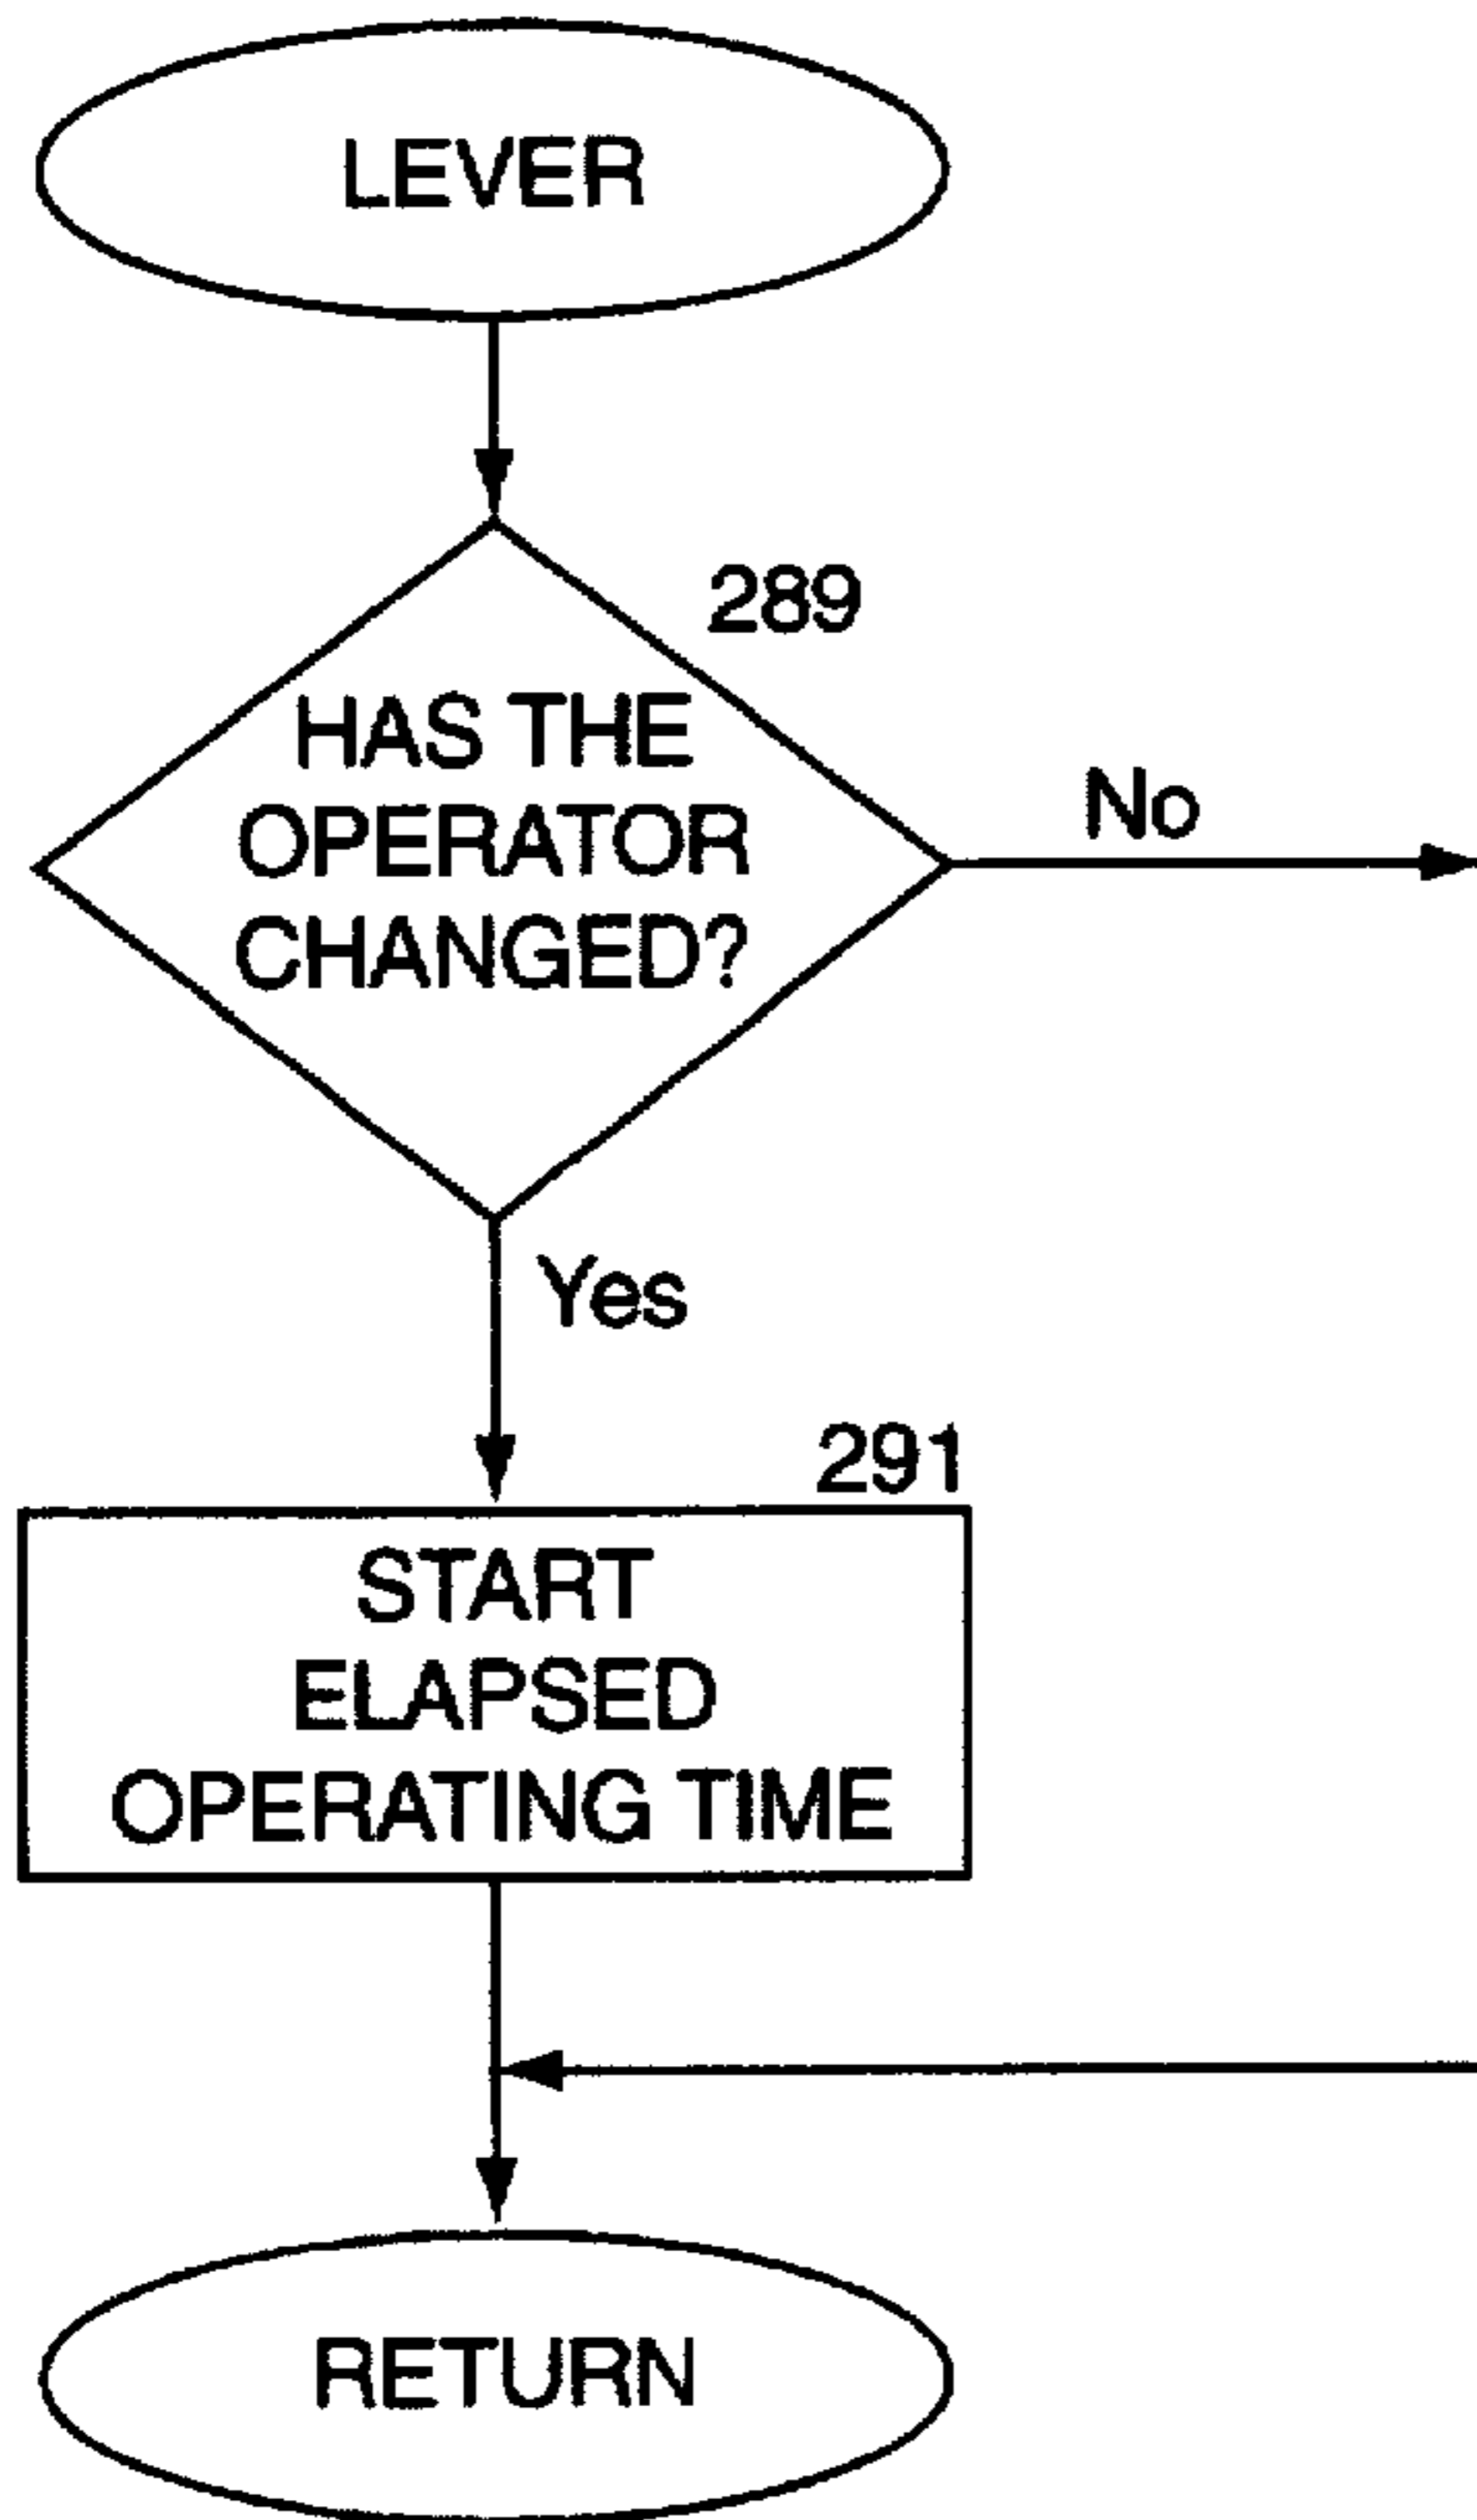 LEVER
289
HAS THE
OPERATOR
CHANGED?
No
Yes
291
START
ELAPSED
OPERATING TIME
RETURN